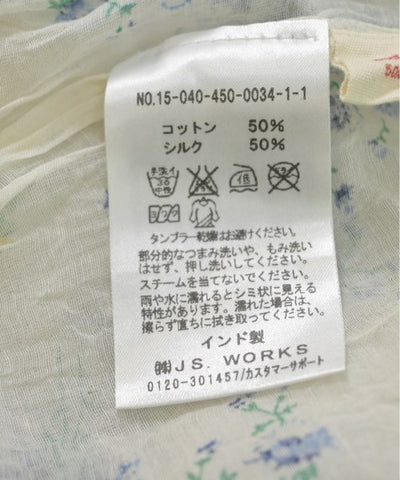 NO.15-040-450-0034-1-1
コットン 50%
シルク 50%
手洗イ
30
中性
低
タンブラー乾燥はお避けください。
部分的なつまみ洗いや、もみ洗い
はせず、押し洗いしてください。
スチームを当てないでください。
雨や水に濡れるとシミ状に見える
特性があります。濡れた場合は、
擦らず直ちに拭き取ってください。
インド製
㈱JS. WORKS
0120-301457/カスタマーサポート